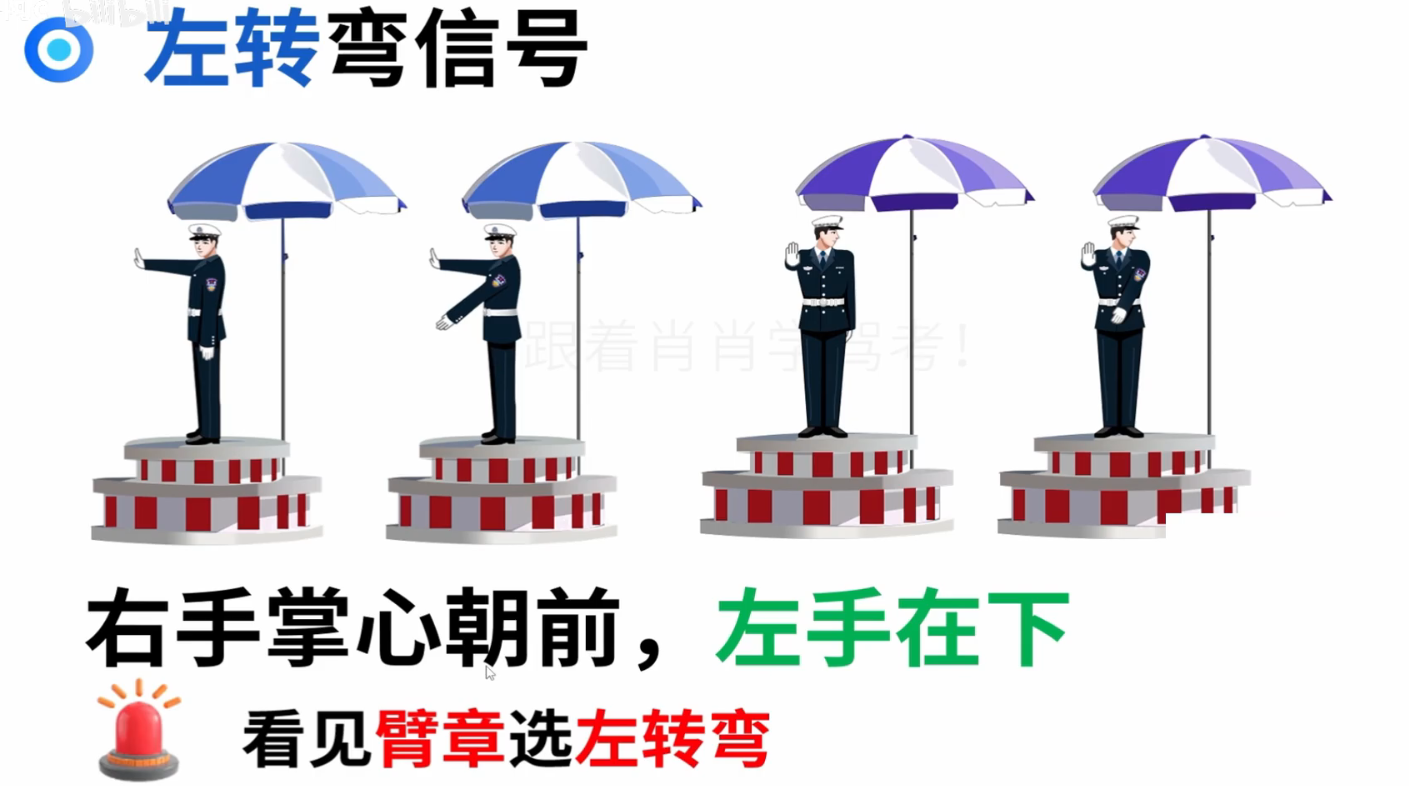 左转弯信号
跟着肖肖学驾考！
右手掌心朝前，左手在下
看见臂章选左转弯